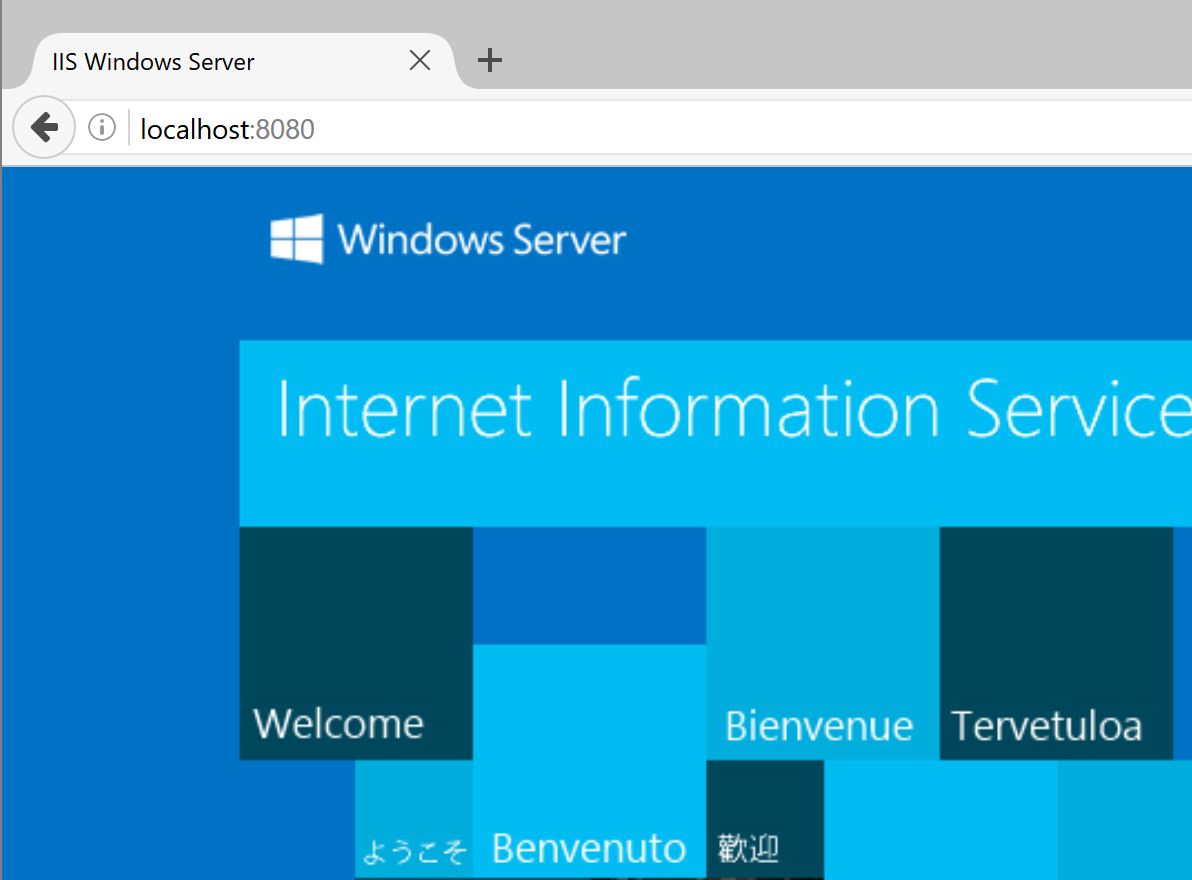 IIS Windows Server
localhost:8080
Windows Server
Internet Information Service
Welcome
Bienvenue
Tervetuloa
ようこそ
Benvenuto
歡迎